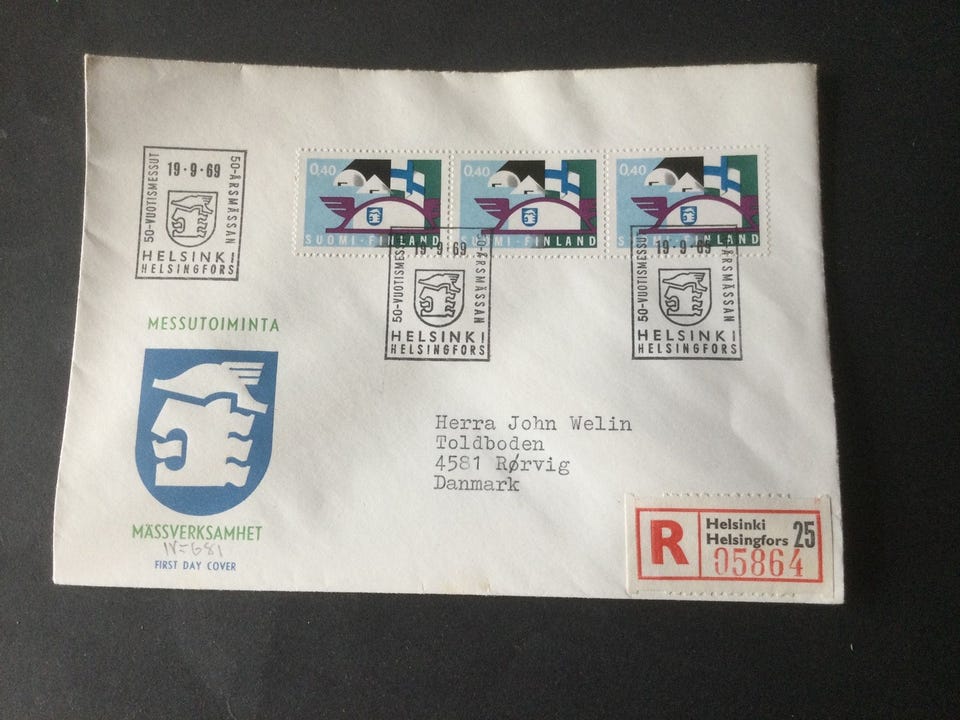 50-VUOTISMESSUT
19·9·69
50-ÅRSMÄSSAN
HELSINKI
HELSINGFORS
0,40
SUOMI-FINLAND
0,40
SUOMI-FINLAND
0,40
SUOMI-FINLAND
50-VUOTISMESSUT
19·9·69
50-ÅRSMÄSSAN
HELSINKI
HELSINGFORS
50-VUOTISMESSUT
19·9·69
50-ÅRSMÄSSAN
HELSINKI
HELSINGFORS
MESSUTOIMINTA
MÄSSVERKSAMHET
IV=681
FIRST DAY COVER
Herra John Welin
Toldboden
4581 Rørvig
Danmark
R
Helsinki
Helsingfors 25
05864